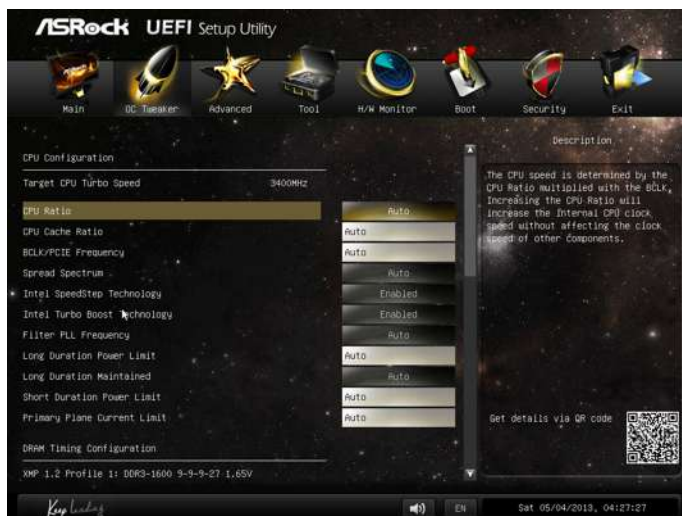 ASRock UEFI Setup Utility
Main OC Tweaker Advanced Tool H/W Monitor Boot Security Exit
CPU Configuration
Target CPU Turbo Speed 3400MHz
CPU Ratio Auto
CPU Cache Ratio Auto
BCLK/PCIE Frequency Auto
Spread Spectrum Auto
Intel SpeedStep Technology Enabled
Intel Turbo Boost Technology Enabled
Filter PLL Frequency Auto
Long Duration Power Limit Auto
Long Duration Maintained Auto
Short Duration Power Limit Auto
Primary Plane Current Limit Auto
DRAM Timing Configuration
XMP 1.2 Profile 1: DDR3-1600 9-9-9-27 1.65V
Description
The CPU speed is determined by the
CPU Ratio multiplied with the BCLK.
Increasing the CPU Ratio will
increase the internal CPU clock
speed without affecting the clock
speed of other components.
Get details via QR code
Keep Leading
EN
Sat 05/04/2013, 04:27:27